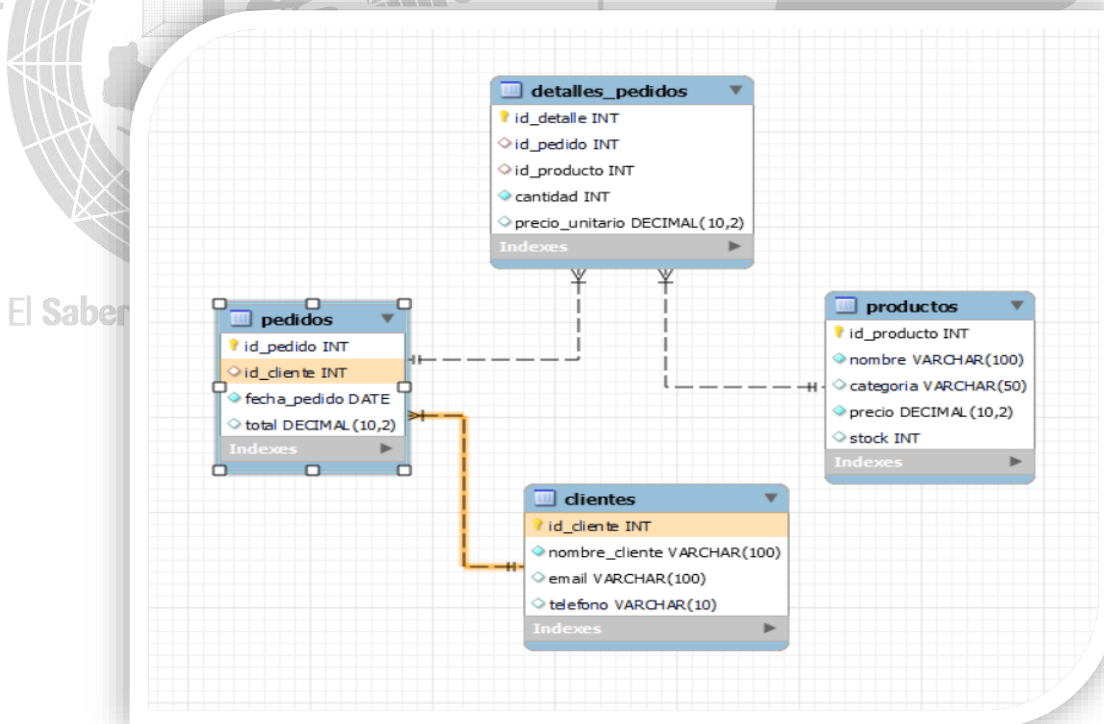 detalles_pedidos
id_detalle INT
id_pedido INT
id_producto INT
cantidad INT
precio_unitario DECIMAL(10,2)
Indexes
El Saber
pedidos
id_pedido INT
id_cliente INT
fecha_pedido DATE
total DECIMAL(10,2)
Indexes
productos
id_producto INT
nombre VARCHAR(100)
categoria VARCHAR(50)
precio DECIMAL(10,2)
stock INT
Indexes
clientes
id_cliente INT
nombre_cliente VARCHAR(100)
email VARCHAR(100)
telefono VARCHAR(10)
Indexes